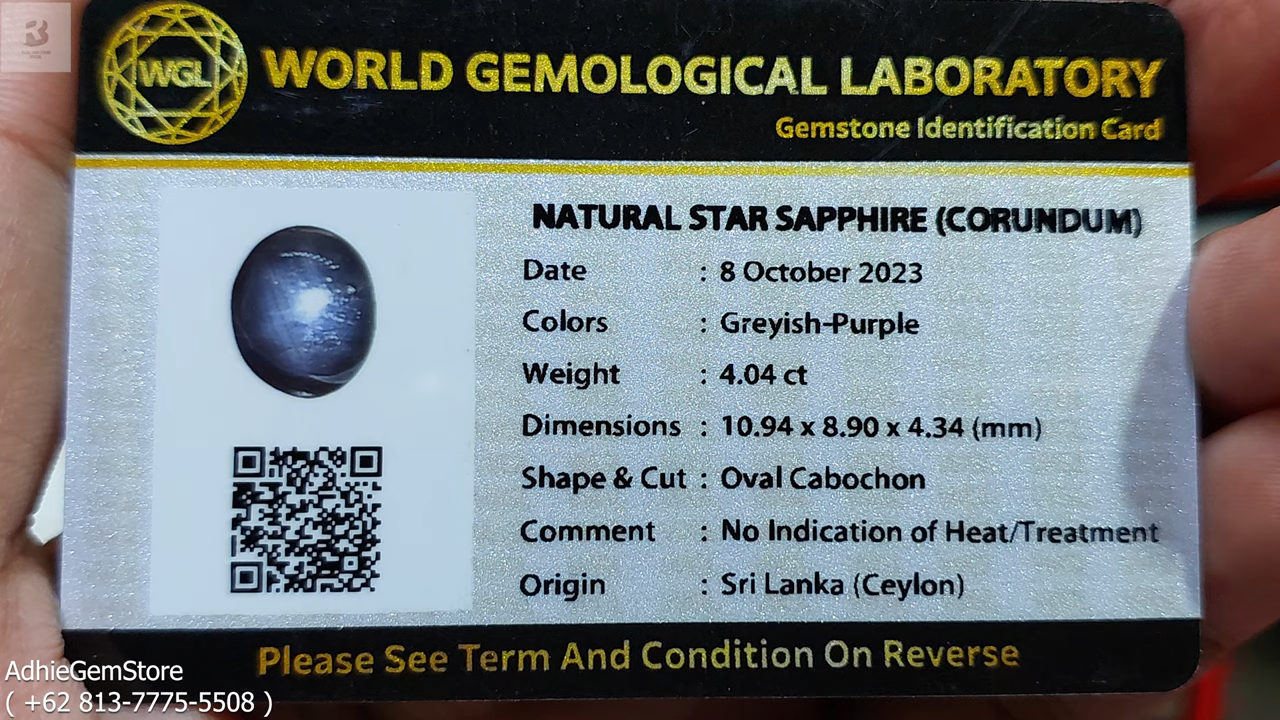 WGL
WORLD GEMOLOGICAL LABORATORY
Gemstone Identification Card
NATURAL STAR SAPPHIRE (CORUNDUM)
Date : 8 October 2023
Colors : Greyish-Purple
Weight : 4.04 ct
Dimensions : 10.94 x 8.90 x 4.34 (mm)
Shape & Cut : Oval Cabochon
Comment : No Indication of Heat/Treatment
Origin : Sri Lanka (Ceylon)
Please See Term And Condition On Reverse
AdhieGemStore
( +62 813-7775-5508 )